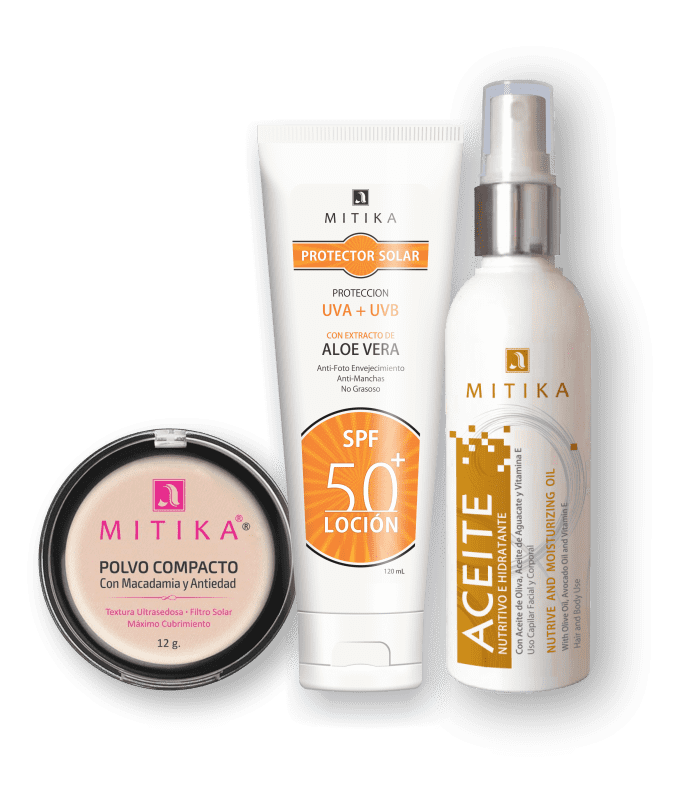 MITIKA®®
POLVO COMPACTO
Con Macadamia y Antiedad
Textura Ultrasedosa • Filtro Solar
Máximo Cubrimiento
12 g.
MITIKA
PROTECTOR SOLAR
PROTECCION
UVA + UVB
CON EXTRACTO DE
ALOE VERA
Anti-Foto Envejecimiento
Anti-Manchas
No Grasoso
SPF
50+
LOCIÓN
120 mL
MITIKA
ACEITE
NUTRITIVO E HIDRATANTE
Con Aceite de Oliva, Aceite de Aguacate y Vitamina E
Uso Capilar Facial y Corporal
NUTRIVE AND MOISTURIZING OIL
With Olive Oil, Avocado Oil and Vitamin E
Hair and Body Use